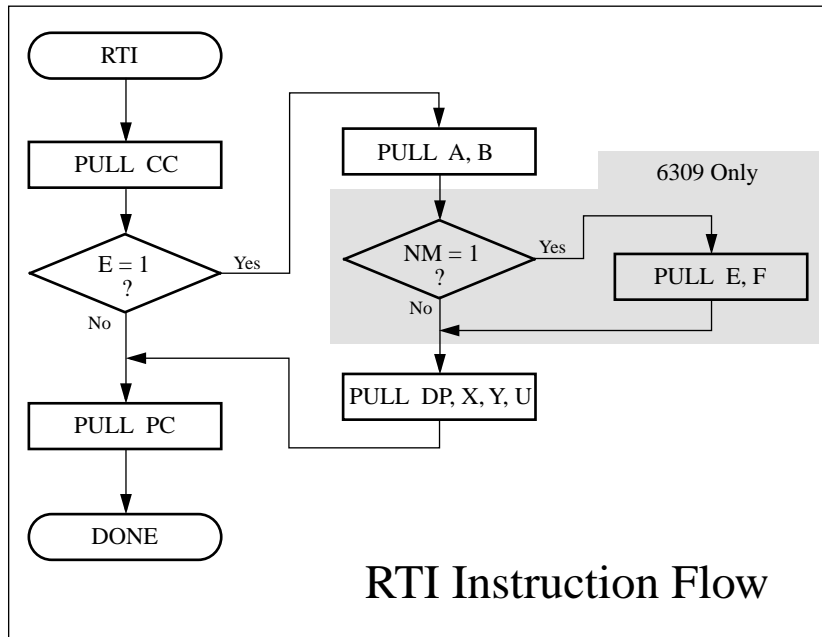 RTI
PULL CC
E = 1
?
Yes
No
PULL A, B
6309 Only
NM = 1
?
Yes
No
PULL E, F
PULL DP, X, Y, U
PULL PC
DONE
RTI Instruction Flow